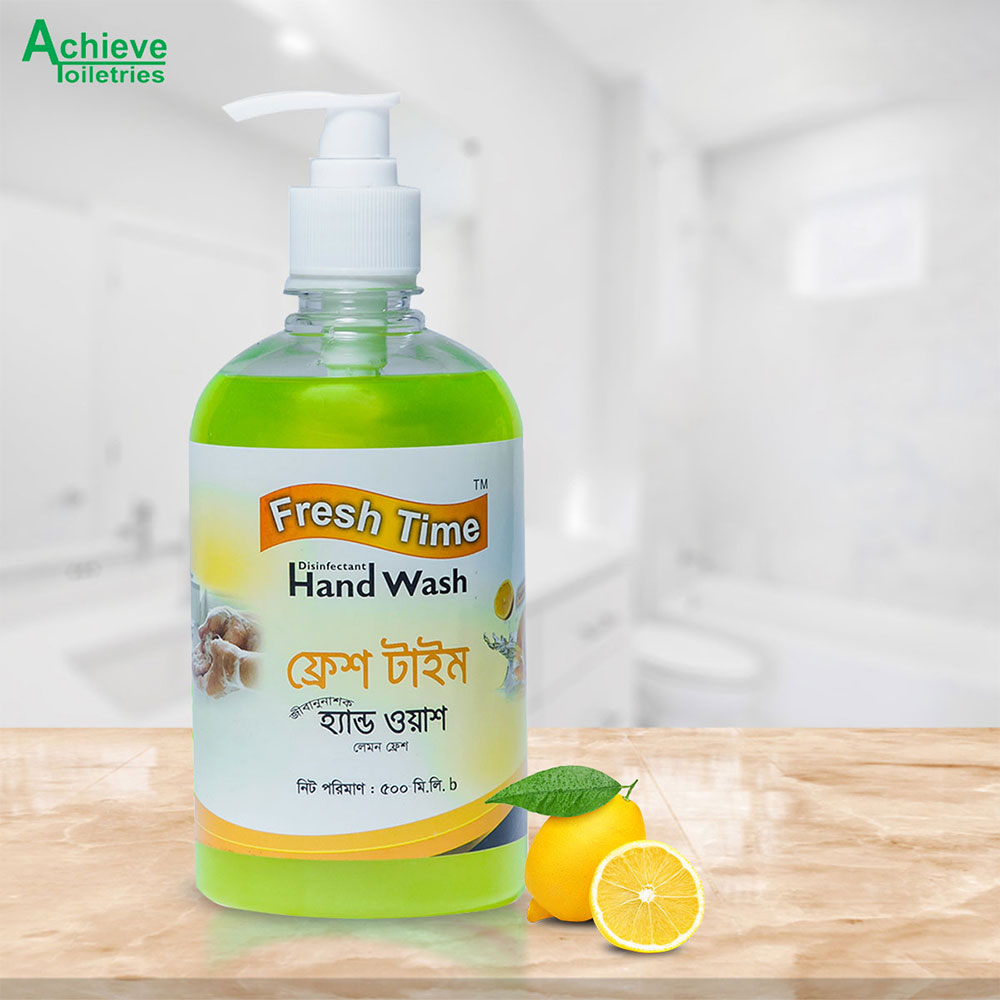 Achieve
Toiletries
TM
Fresh Time
Disinfectant
Hand Wash
ফ্রেশ টাইম
জীবানুনাশক
হ্যান্ড ওয়াশ
লেমন ফ্রেশ
নিট পরিমাণ : ৫০০ মি.লি. b